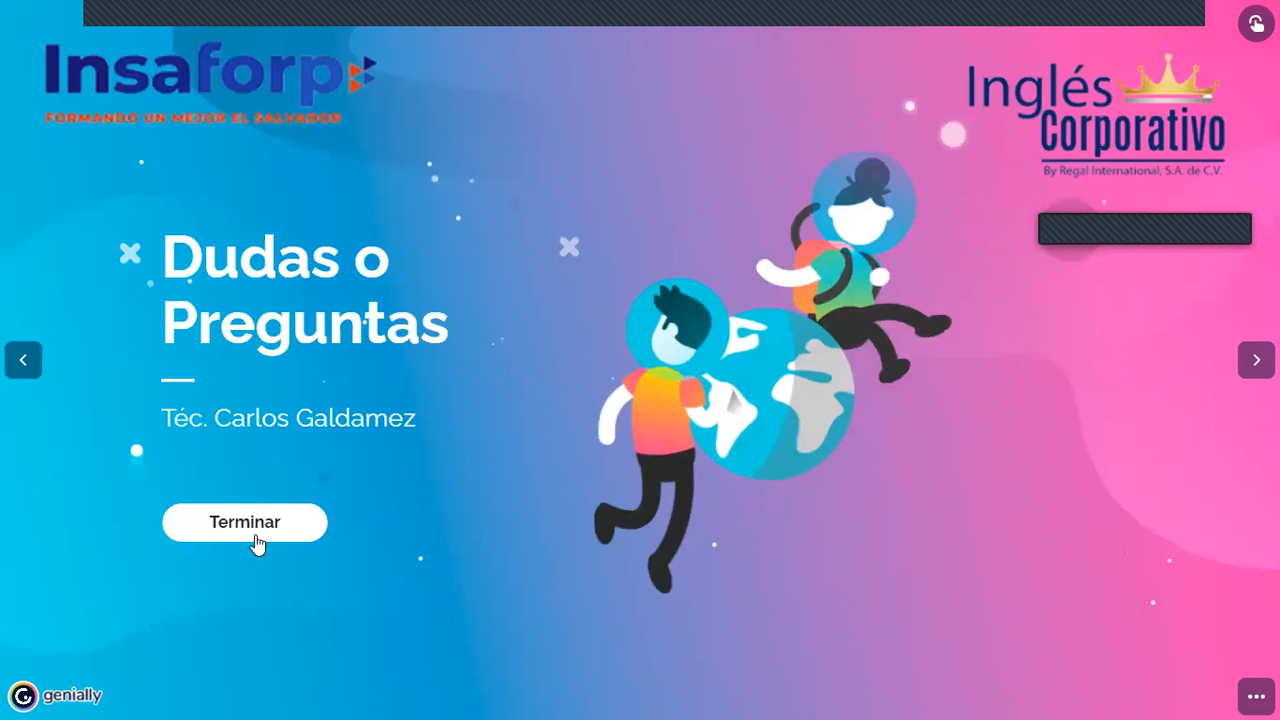 Insaforp
FORMANDO UN MEJOR EL SALVADOR
Inglés
Corporativo
By Regal International, S.A. de C.V.
Dudas o
Preguntas
Téc. Carlos Galdamez
Terminar
genially